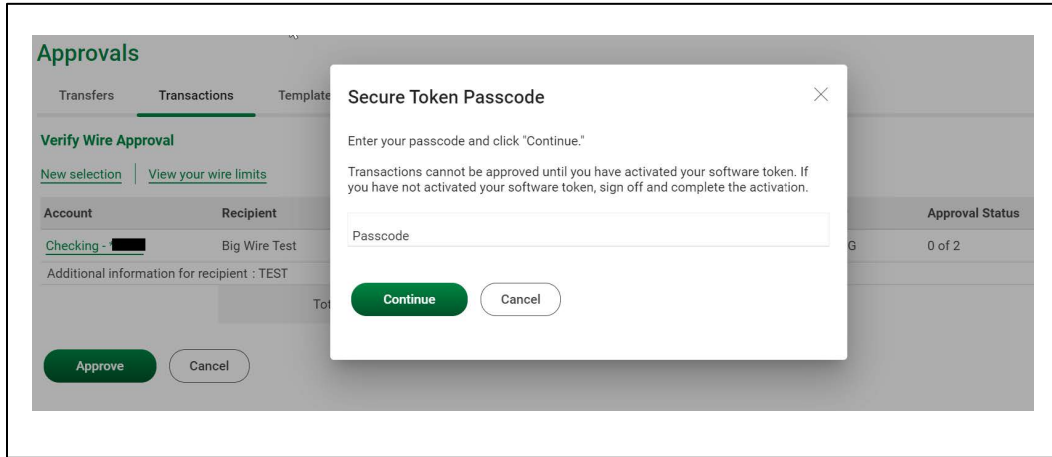 Approvals
Transfers Transactions Template
Verify Wire Approval
New selection View your wire limits
Account Recipient Approval Status
Checking - * Big Wire Test G 0 of 2
Additional information for recipient : TEST
Tot
Approve Cancel
Secure Token Passcode
Enter your passcode and click "Continue."
Transactions cannot be approved until you have activated your software token. If
you have not activated your software token, sign off and complete the activation.
Passcode
Continue Cancel